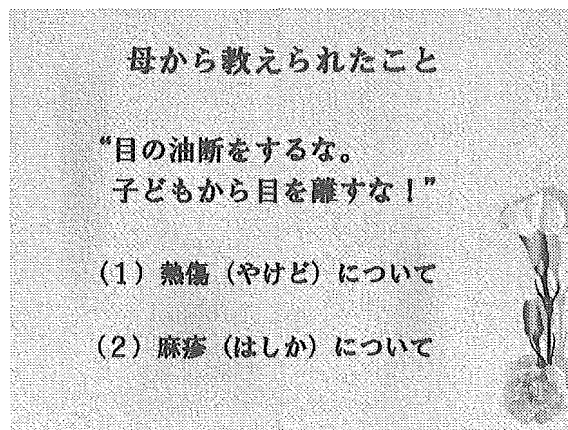 母から教えられたこと
“目の油断をするな。
子どもから目を離すな！”
（1）熱傷（やけど）について
（2）麻疹（はしか）について